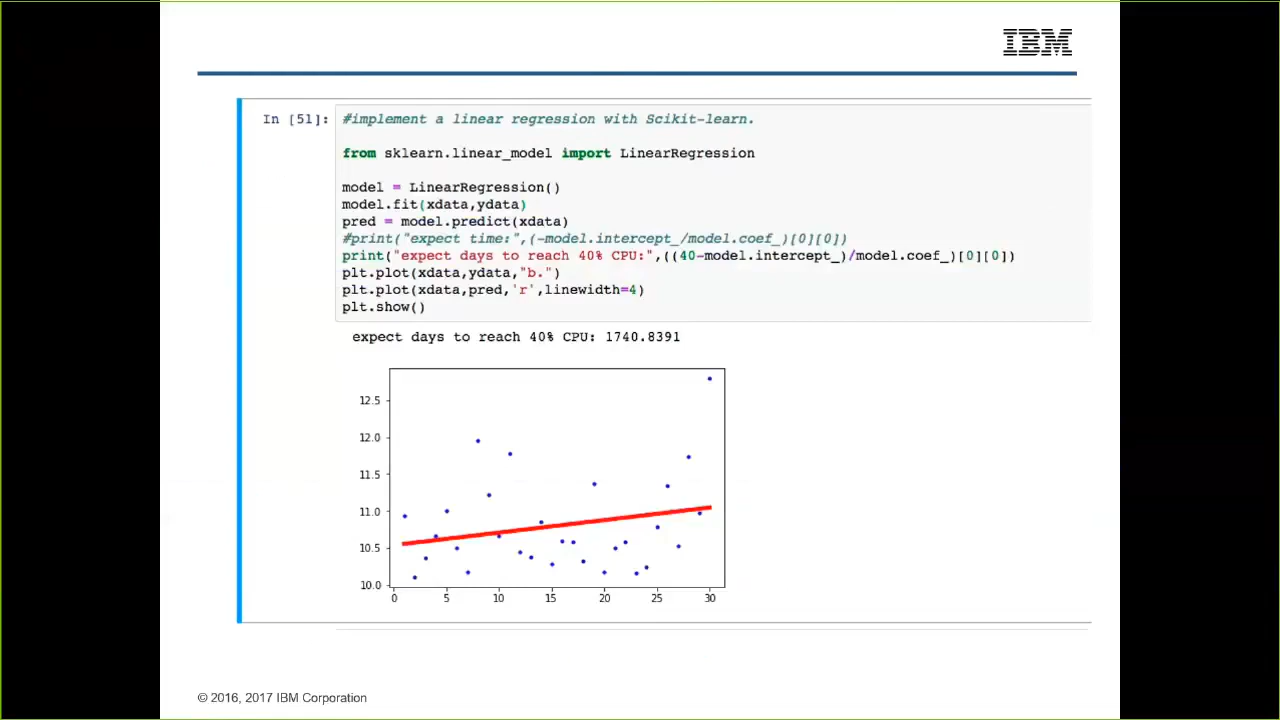 IBM
In [51]:
#implement a linear regression with Scikit-learn.
from sklearn.linear_model import LinearRegression
model = LinearRegression()
model.fit(xdata,ydata)
pred = model.predict(xdata)
#print("expect time:",(-model.intercept_/model.coef_)[0][0])
print("expect days to reach 40% CPU:",((40-model.intercept_)/model.coef_)[0][0])
plt.plot(xdata,ydata,"b.")
plt.plot(xdata,pred,'r',linewidth=4)
plt.show()
expect days to reach 40% CPU: 1740.8391
12.5
12.0
11.5
11.0
10.5
10.0
0 5 10 15 20 25 30
© 2016, 2017 IBM Corporation